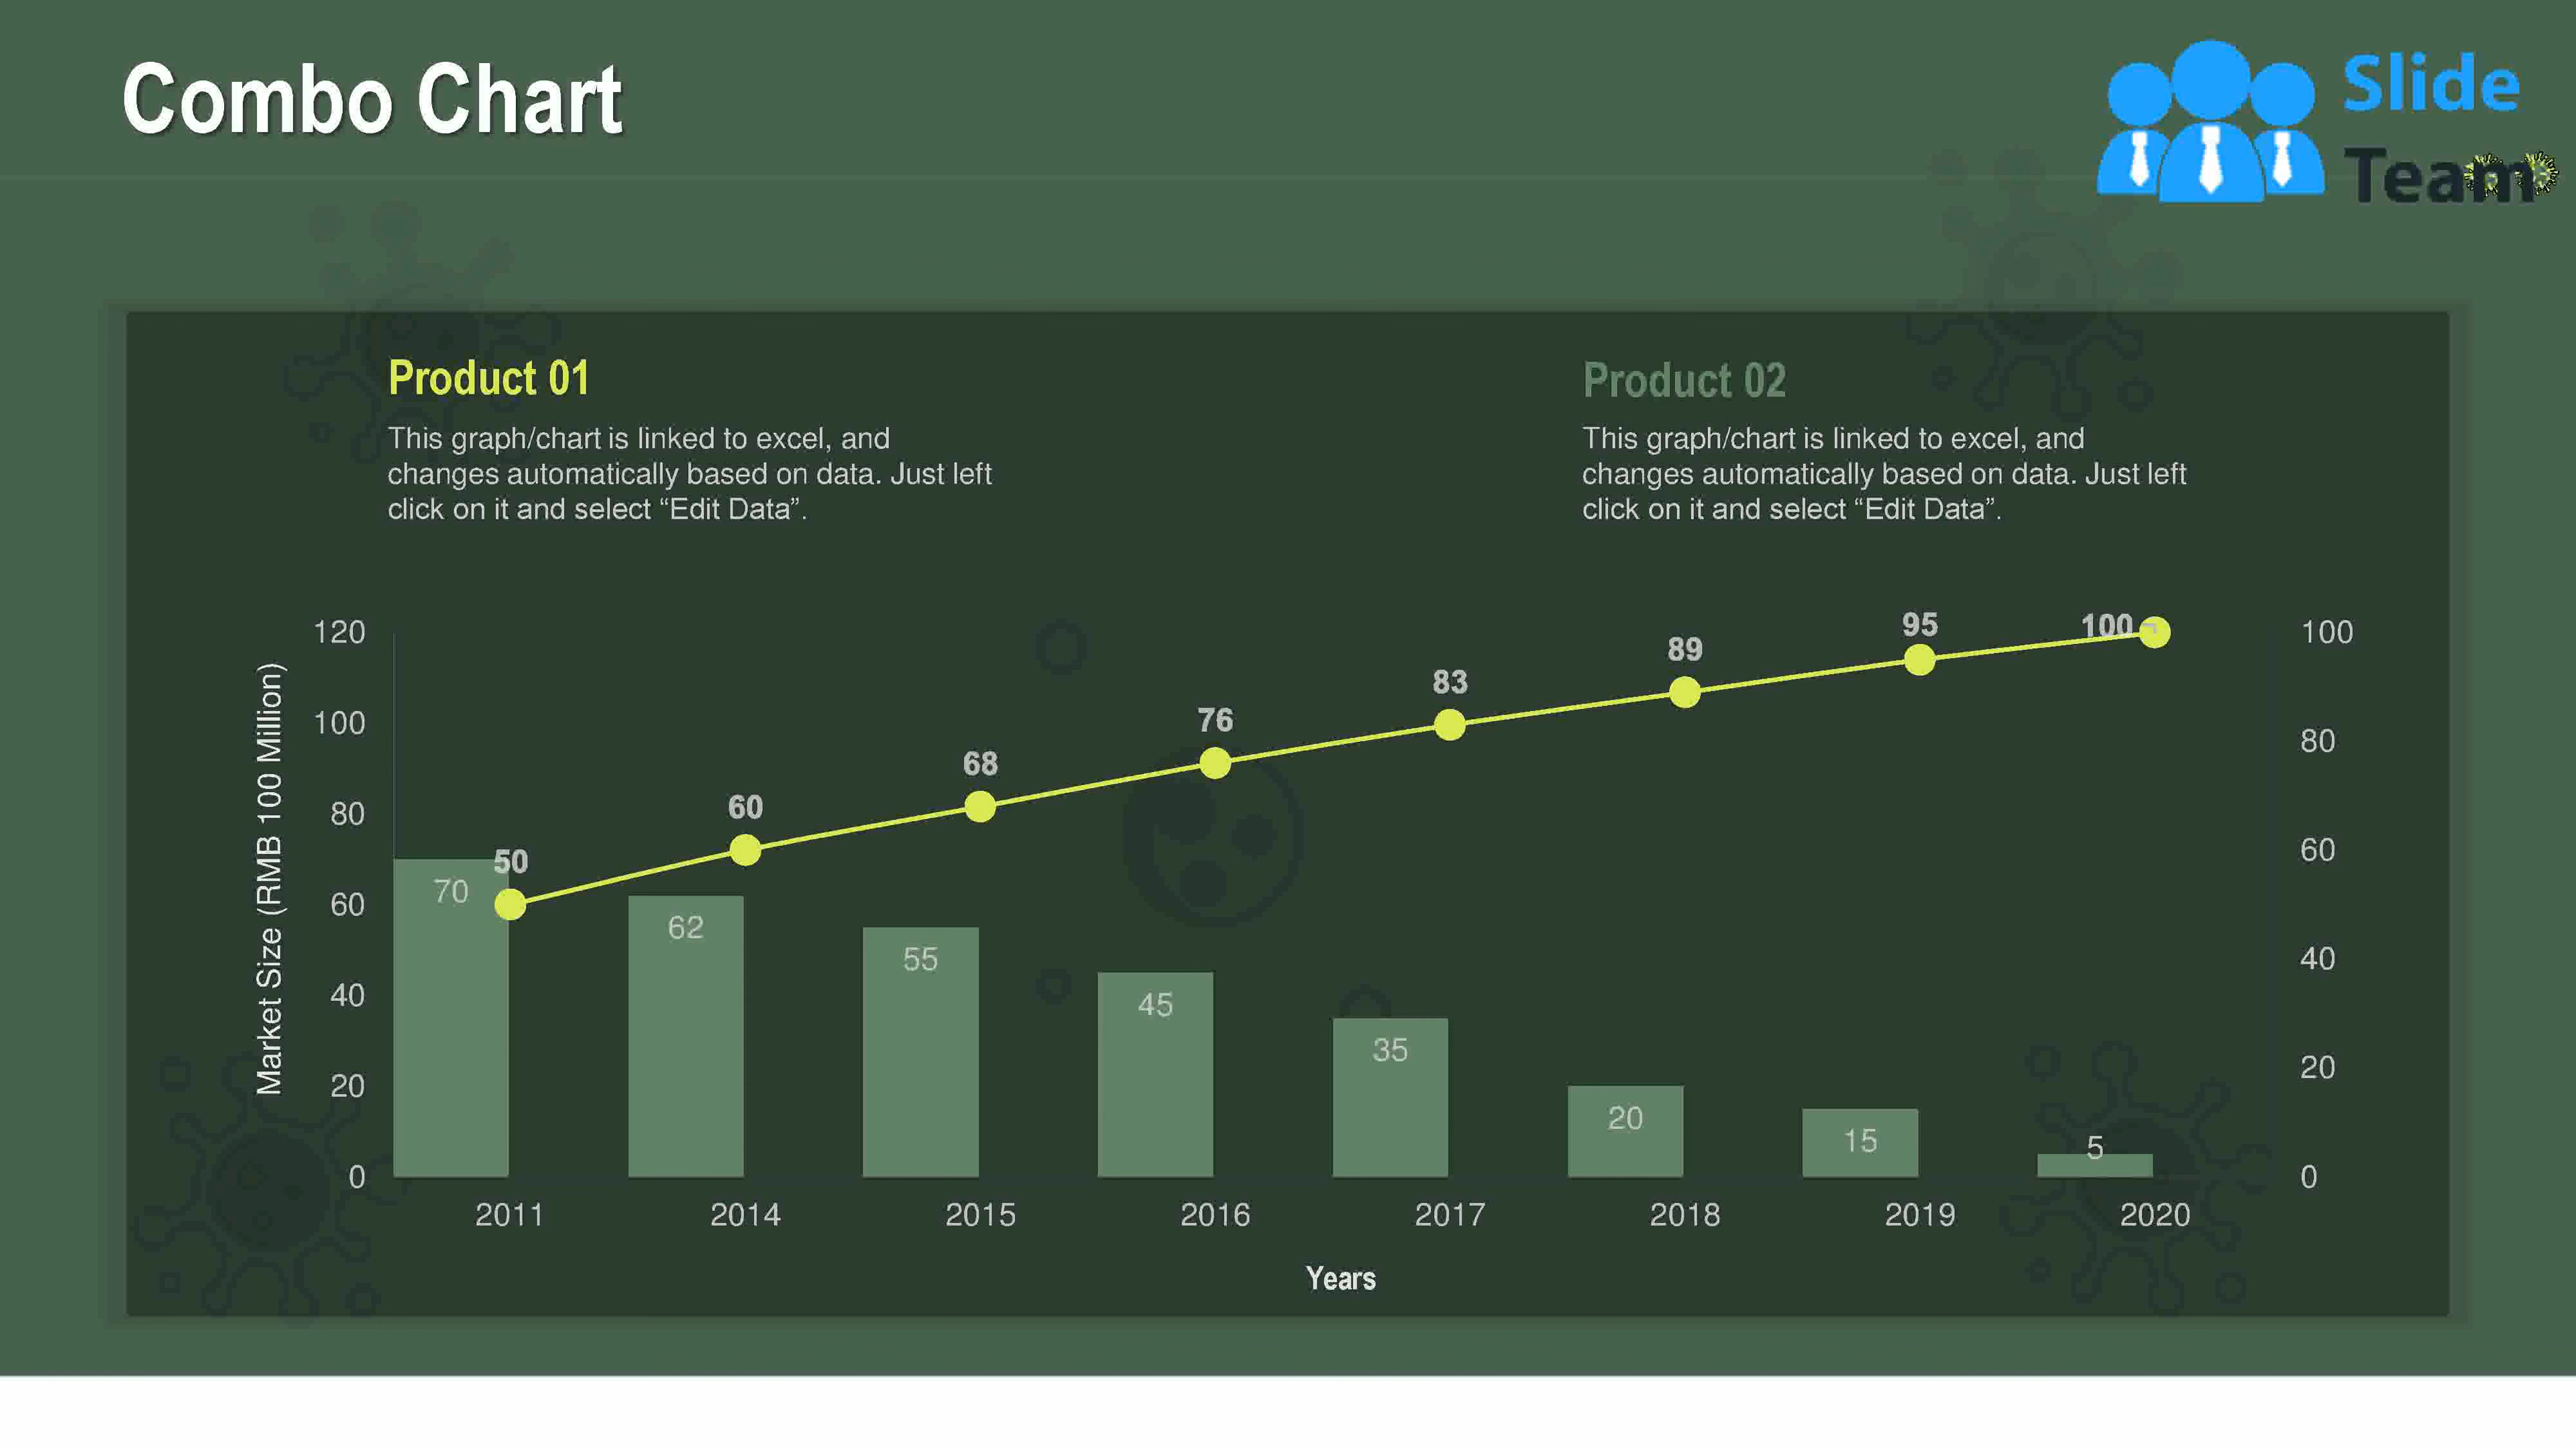 Combo Chart
Slide
Team
Product 01
This graph/chart is linked to excel, and
changes automatically based on data. Just left
click on it and select “Edit Data”.
Product 02
This graph/chart is linked to excel, and
changes automatically based on data. Just left
click on it and select “Edit Data”.
Market Size (RMB 100 Million)
120
100
80
60
40
20
0
50
60
68
76
83
89
95
100
70
62
55
45
35
20
15
5
100
80
60
40
20
0
2011 2014 2015 2016 2017 2018 2019 2020
Years